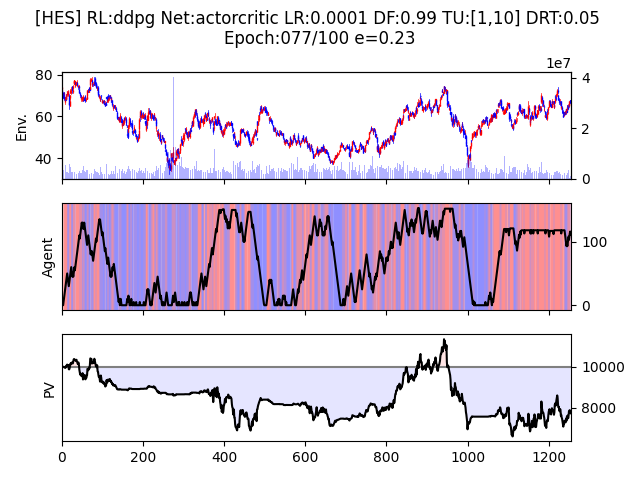 [HES] RL:ddpg Net:actorcritic LR:0.0001 DF:0.99 TU:[1,10] DRT:0.05
Epoch:077/100 e=0.23
1e7
80
60
40
Env.
4
2
0
Agent
100
0
PV
10000
8000
0 200 400 600 800 1000 1200